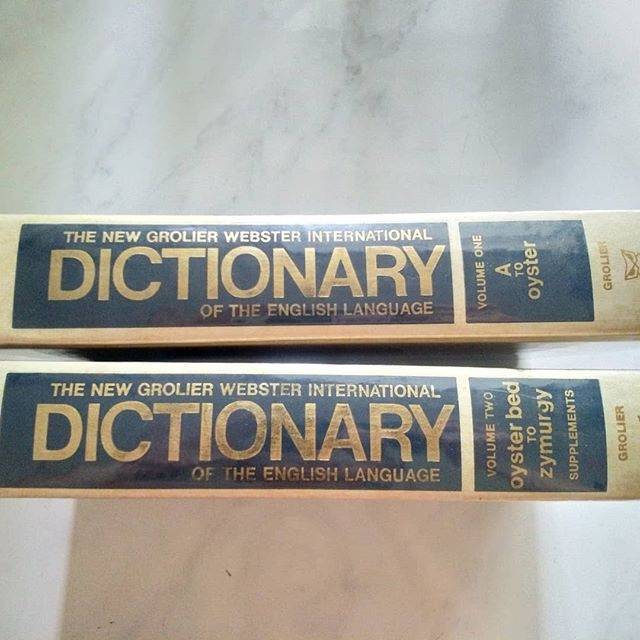 THE NEW GROLIER WEBSTER INTERNATIONAL
DICTIONARY
OF THE ENGLISH LANGUAGE
VOLUME ONE
A
TO
oyster
GROLIER
THE NEW GROLIER WEBSTER INTERNATIONAL
DICTIONARY
OF THE ENGLISH LANGUAGE
VOLUME TWO
oyster bed
TO
zymurgy
SUPPLEMENTS
GROLIER